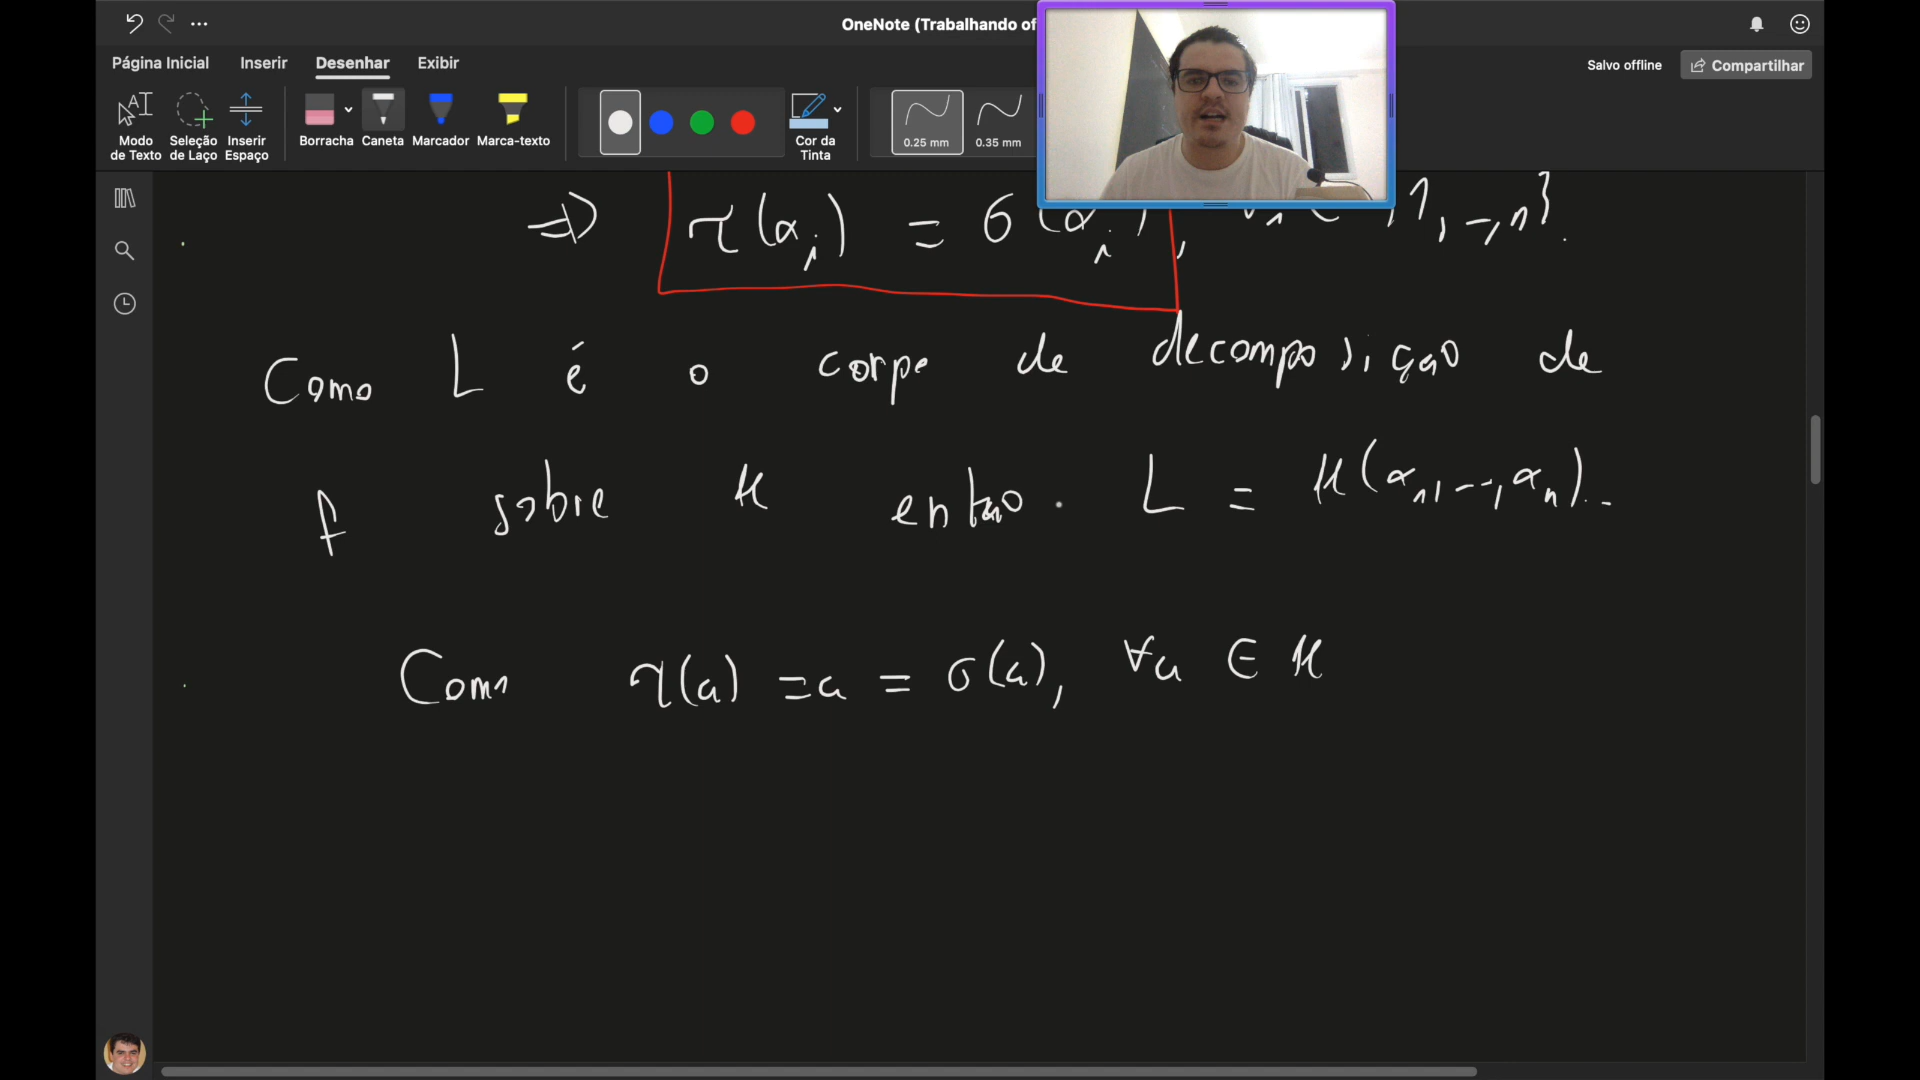 OneNote (Trabalhando of
Página Inicial Inserir Desenhar Exibir
Salvo offline Compartilhar
Modo de Texto Seleção de Laço Inserir Espaço Borracha Caneta Marcador Marca-texto Cor da Tinta 0.25 mm 0.35 mm
⇒ τ(αᵢ) = σ(αᵢ), 1, --, n}.
Como L é o corpo de decomposição de
f sobre K então. L = K(α₁, --, αₙ)..
Como τ(a) = a = σ(a), ∀a ∈ K